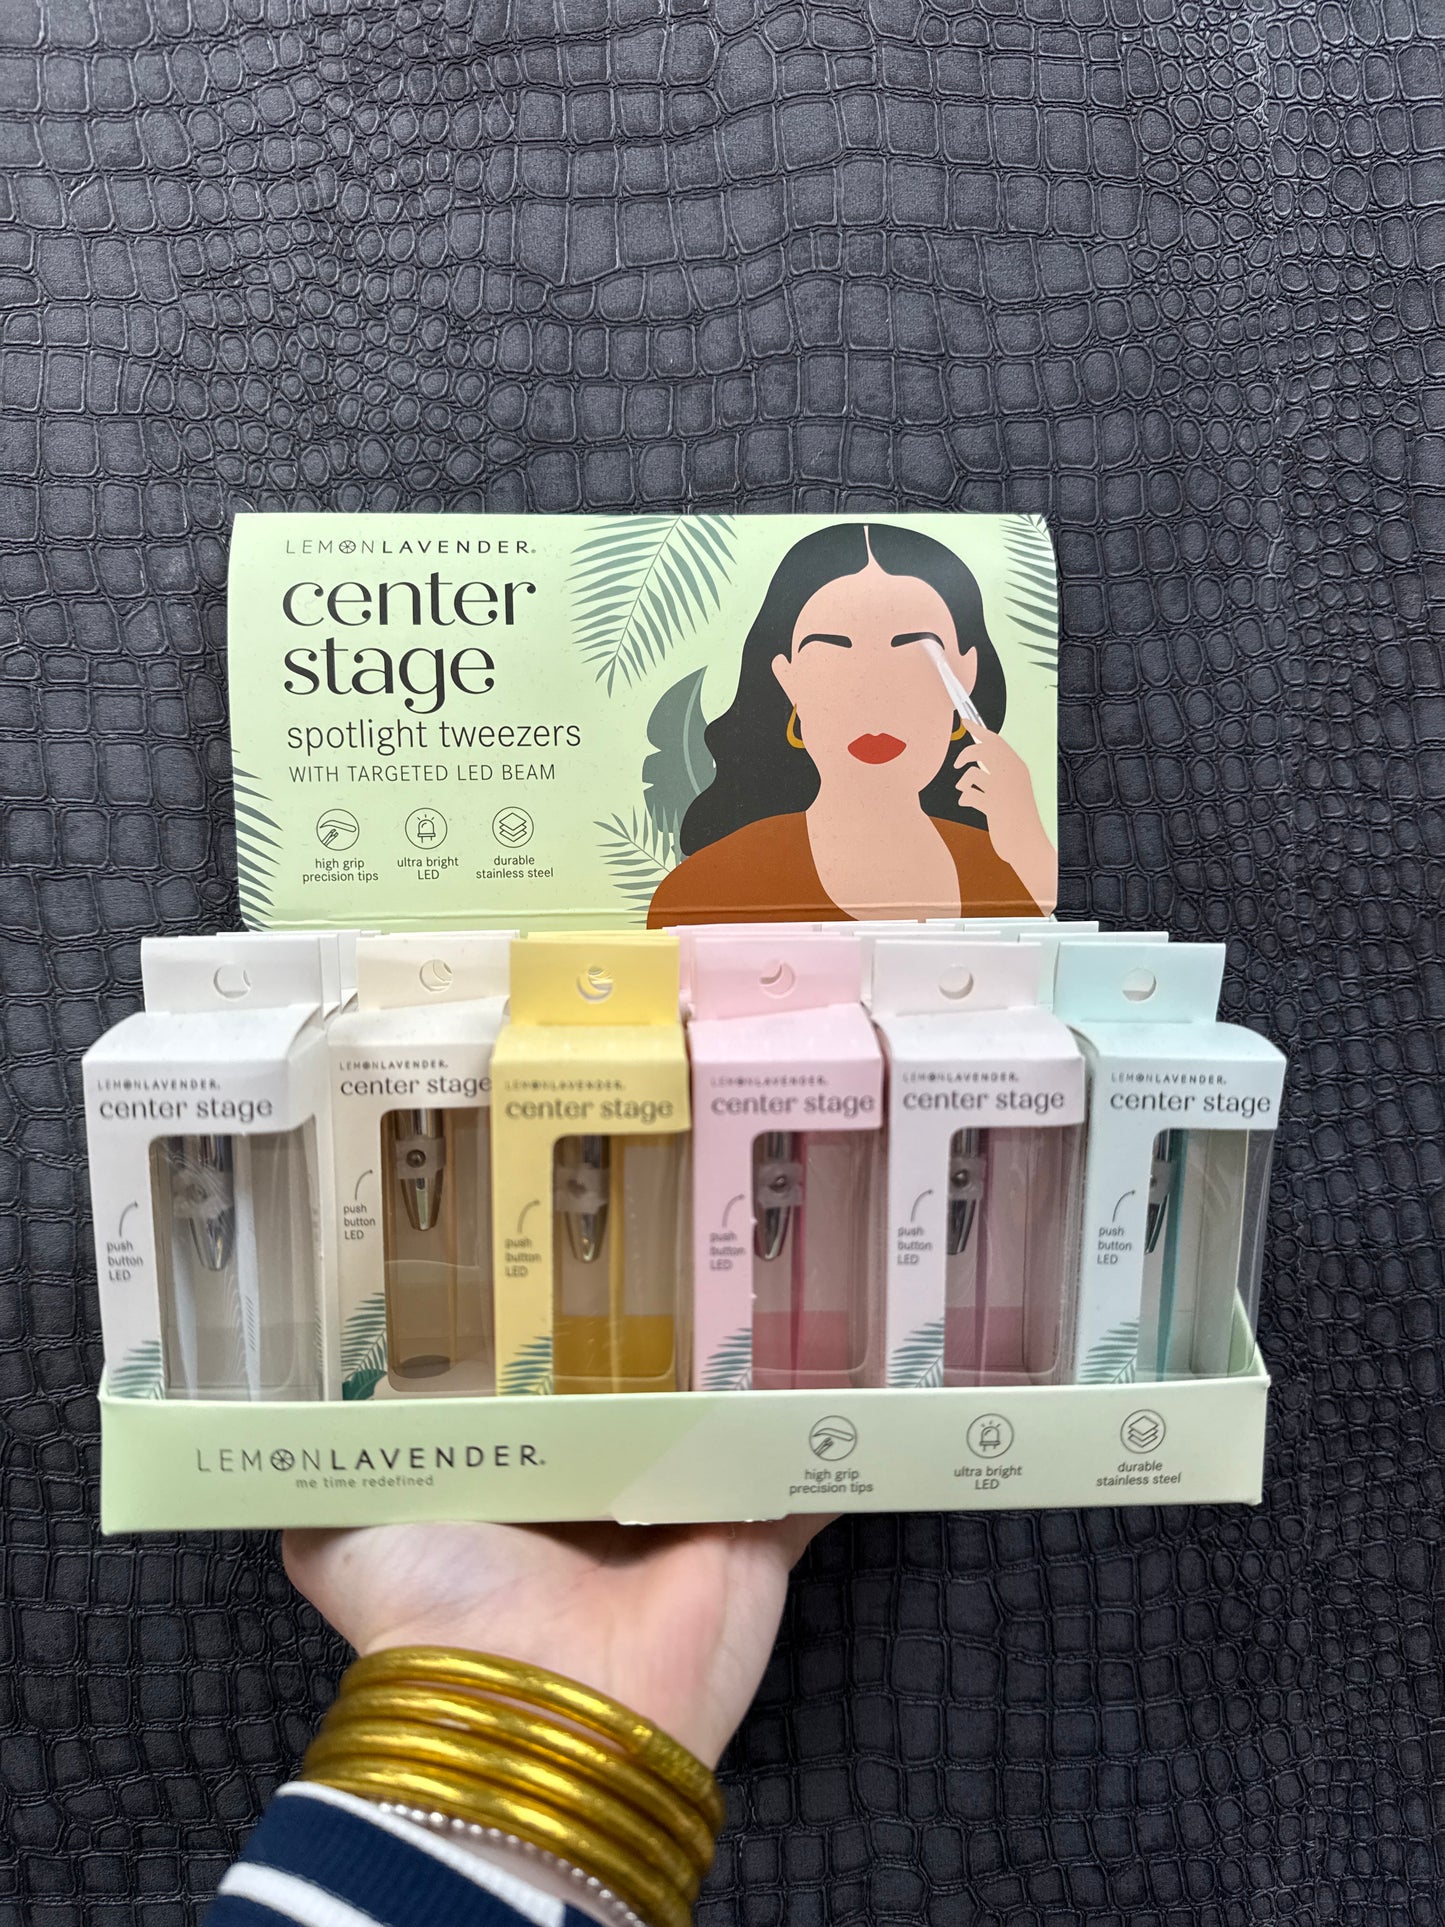 LEMONLAVENDER®
center
stage
spotlight tweezers
WITH TARGETED LED BEAM
high grip
precision tips
ultra bright
LED
durable
stainless steel
LEMONLAVENDER®
center stage
push
button
LED
LEMONLAVENDER®
center stage
push
button
LED
LEMONLAVENDER®
center stage
push
button
LED
LEMONLAVENDER®
center stage
push
button
LED
LEMONLAVENDER®
center stage
push
button
LED
LEMONLAVENDER®
center stage
push
button
LED
LEMONLAVENDER®
me time redefined
high grip
precision tips
ultra bright
LED
durable
stainless steel